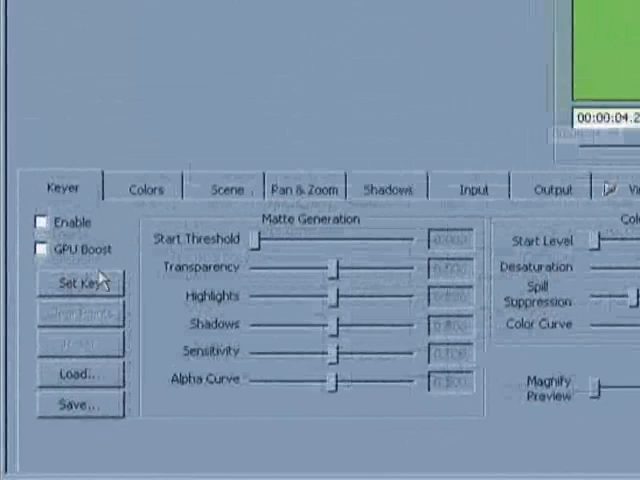 00:00:04.2
Keyer Colors Scene Pan & Zoom Shadows Input Output
Enable
GPU Boost
Set Key
Load...
Save...
Matte Generation
Start Threshold
Transparency
Highlights
Shadows
Sensitivity
Alpha Curve
Start Level
Desaturation
Spill
Suppression
Color Curve
Magnify
Preview